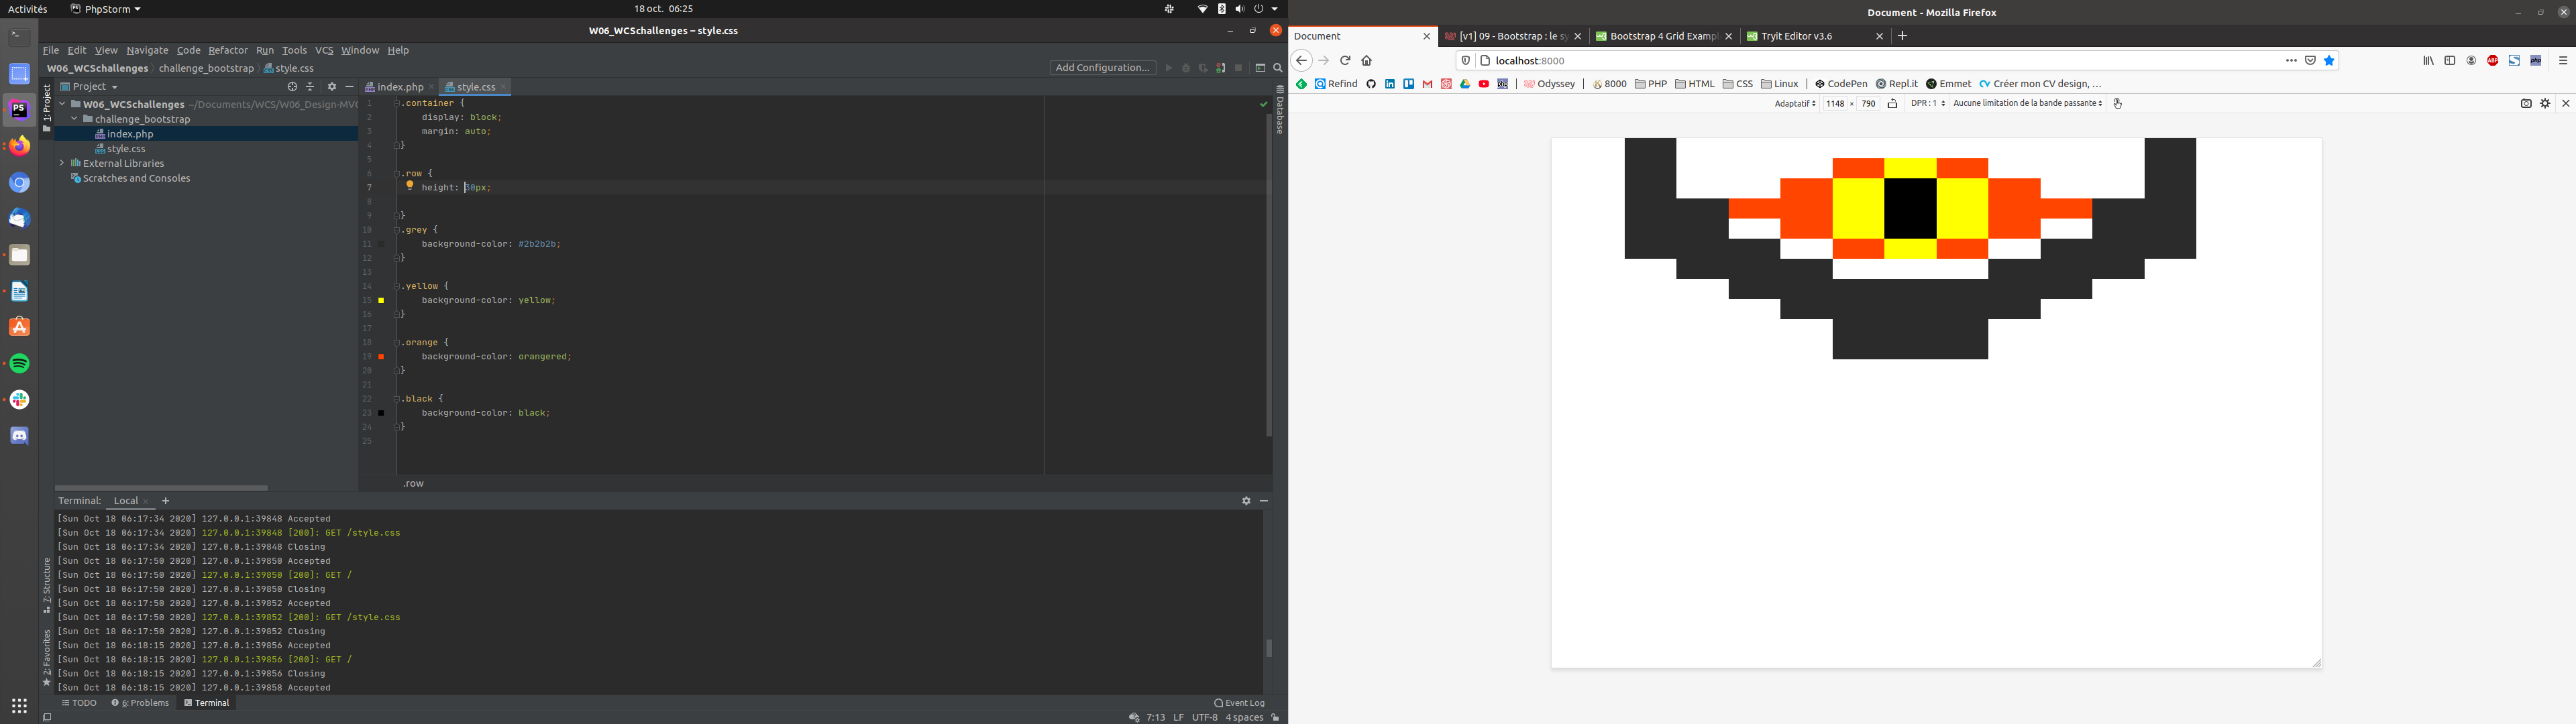 Activités
PhpStorm
18 oct. 06:25
W06_WCSchallenges – style.css
File Edit View Navigate Code Refactor Run Tools VCS Window Help
W06_WCSchallenges challenge_bootstrap style.css
Add Configuration...
1: Project
Project
W06_WCSchallenges ~/Documents/WCS/W06_Design-MVC
challenge_bootstrap
index.php
style.css
External Libraries
Scratches and Consoles
index.php
style.css
Database
1 .container {
2 display: block;
3 margin: auto;
4 }
5
6 .row {
7 height: 30px;
8
9 }
10 .grey {
11 background-color: #2b2b2b;
12 }
13
14 .yellow {
15 background-color: yellow;
16 }
17
18 .orange {
19 background-color: orangered;
20 }
21
22 .black {
23 background-color: black;
24 }
25
.row
Terminal: Local +
[Sun Oct 18 06:17:34 2020] 127.0.0.1:39848 Accepted
[Sun Oct 18 06:17:34 2020] 127.0.0.1:39848 [200]: GET /style.css
[Sun Oct 18 06:17:34 2020] 127.0.0.1:39848 Closing
[Sun Oct 18 06:17:50 2020] 127.0.0.1:39850 Accepted
[Sun Oct 18 06:17:50 2020] 127.0.0.1:39850 [200]: GET /
[Sun Oct 18 06:17:50 2020] 127.0.0.1:39850 Closing
[Sun Oct 18 06:17:50 2020] 127.0.0.1:39852 Accepted
[Sun Oct 18 06:17:50 2020] 127.0.0.1:39852 [200]: GET /style.css
[Sun Oct 18 06:17:50 2020] 127.0.0.1:39852 Closing
[Sun Oct 18 06:18:15 2020] 127.0.0.1:39856 Accepted
[Sun Oct 18 06:18:15 2020] 127.0.0.1:39856 [200]: GET /
[Sun Oct 18 06:18:15 2020] 127.0.0.1:39856 Closing
[Sun Oct 18 06:18:15 2020] 127.0.0.1:39858 Accepted
Z: Structure
2: Favorites
TODO 6: Problems Terminal
Event Log
7:13 LF UTF-8 4 spaces
Document - Mozilla Firefox
Document
[v1] 09 - Bootstrap : le sy
Bootstrap 4 Grid Exampl
Tryit Editor v3.6
localhost:8000
Refind
Odyssey
8000 PHP HTML CSS Linux
CodePen Repl.it Emmet Créer mon CV design, …
Adaptatif 1148 × 790 DPR : 1 Aucune limitation de la bande passante